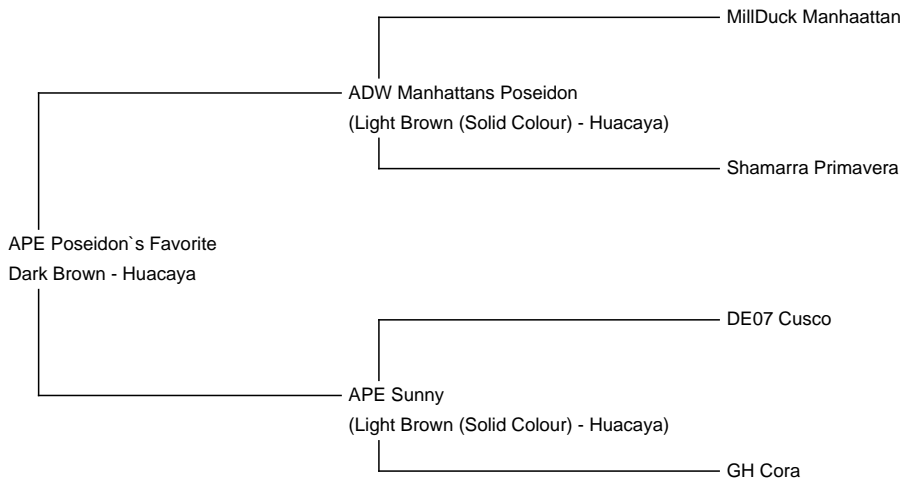 MillDuck Manhaattan
ADW Manhattans Poseidon
(Light Brown (Solid Colour) - Huacaya)
Shamarra Primavera
APE Poseidon`s Favorite
Dark Brown - Huacaya
DE07 Cusco
APE Sunny
(Light Brown (Solid Colour) - Huacaya)
GH Cora